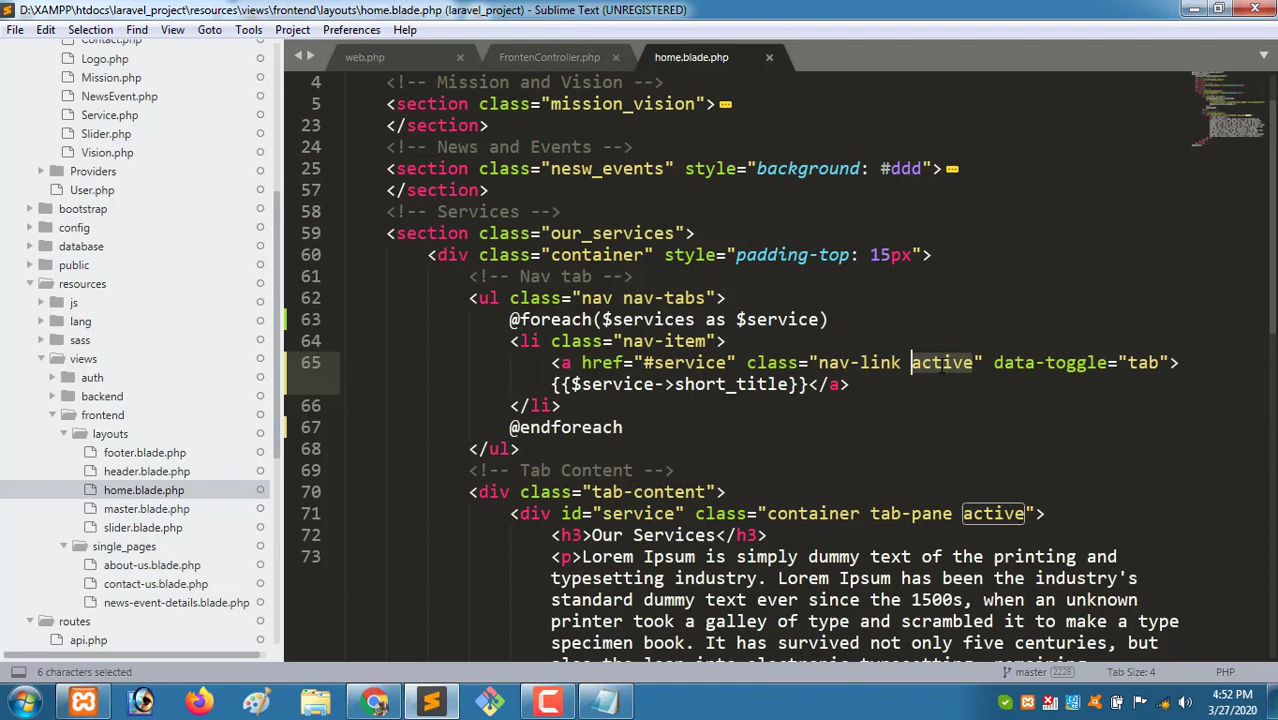 D:\XAMPP\htdocs\laravel_project\resources\views\frontend\layouts\home.blade.php (laravel_project) - Sublime Text (UNREGISTERED)
File Edit Selection Find View Goto Tools Project Preferences Help
web.php FrontenController.php home.blade.php
Contact.php
Logo.php
Mission.php
NewsEvent.php
Service.php
Slider.php
Vision.php
Providers
User.php
bootstrap
config
database
public
resources
js
lang
sass
views
auth
backend
frontend
layouts
footer.blade.php
header.blade.php
home.blade.php
master.blade.php
slider.blade.php
single_pages
about-us.blade.php
contact-us.blade.php
news-event-details.blade.php
routes
api.php
4 <!-- Mission and Vision -->
5 <section class="mission_vision">
23 </section>
24 <!-- News and Events -->
25 <section class="nesw_events" style="background: #ddd">
57 </section>
58 <!-- Services -->
59 <section class="our_services">
60 <div class="container" style="padding-top: 15px">
61 <!-- Nav tab -->
62 <ul class="nav nav-tabs">
63 @foreach($services as $service)
64 <li class="nav-item">
65 <a href="#service" class="nav-link active" data-toggle="tab">
{{$service->short_title}}</a>
66 </li>
67 @endforeach
68 </ul>
69 <!-- Tab Content -->
70 <div class="tab-content">
71 <div id="service" class="container tab-pane active">
72 <h3>Our Services</h3>
73 <p>Lorem Ipsum is simply dummy text of the printing and
typesetting industry. Lorem Ipsum has been the industry's
standard dummy text ever since the 1500s, when an unknown
printer took a galley of type and scrambled it to make a type
specimen book. It has survived not only five centuries, but
also the leap into electronic typesetting, remaining
6 characters selected
master 2228
Tab Size: 4
PHP
4:52 PM
3/27/2020